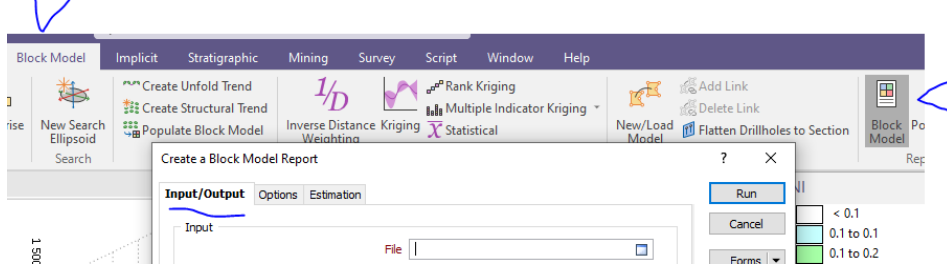 Block Model Implicit Stratigraphic Mining Survey Script Window Help
Create Unfold Trend
Create Structural Trend
Populate Block Model
New Search
Ellipsoid
Search
1/D
Inverse Distance
Weighting
Kriging
Rank Kriging
Multiple Indicator Kriging
X Statistical
New/Load
Model
Add Link
Delete Link
Flatten Drillholes to Section
Block
Model
Create a Block Model Report ? X
Input/Output Options Estimation
Input
File
Run
Cancel
Forms
< 0.1
0.1 to 0.1
0.1 to 0.2